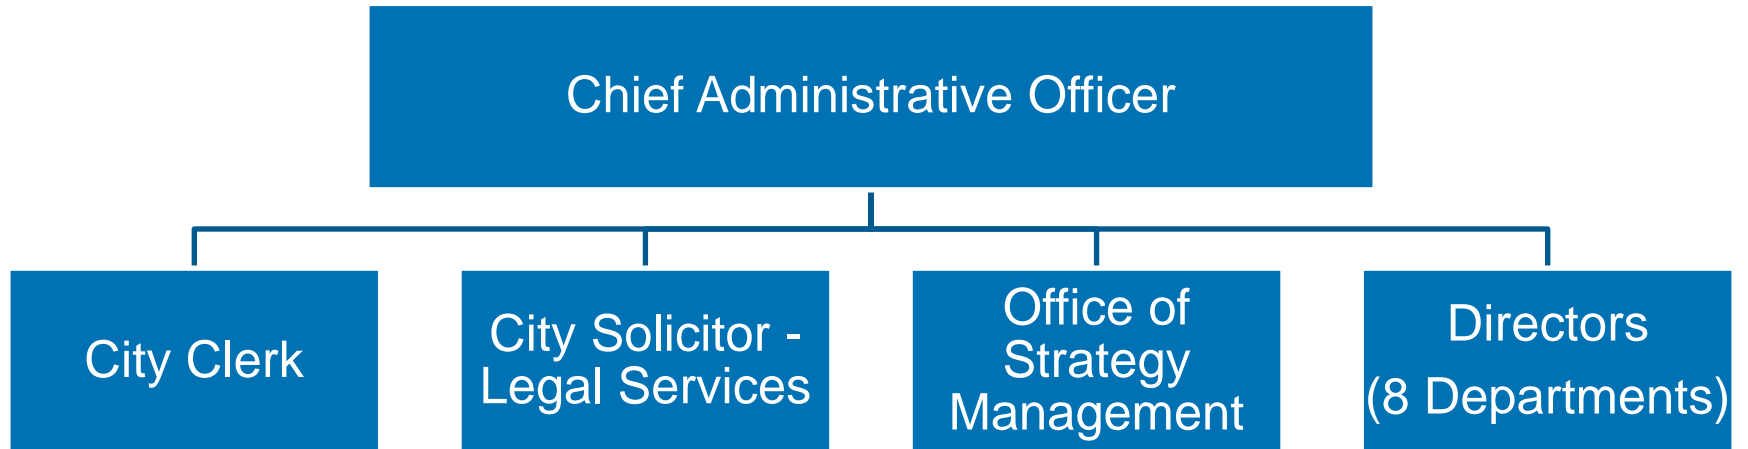 Chief Administrative Officer
City Clerk
City Solicitor -
Legal Services
Office of
Strategy
Management
Directors
(8 Departments)